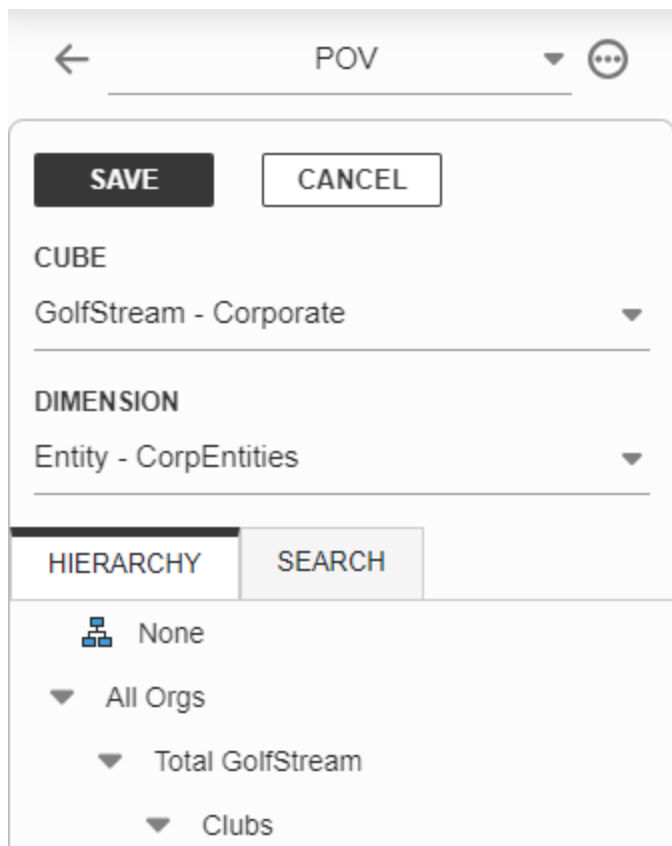 POV
SAVE CANCEL
CUBE
GolfStream - Corporate
DIMENSION
Entity - CorpEntities
HIERARCHY SEARCH
None
All Orgs
Total GolfStream
Clubs